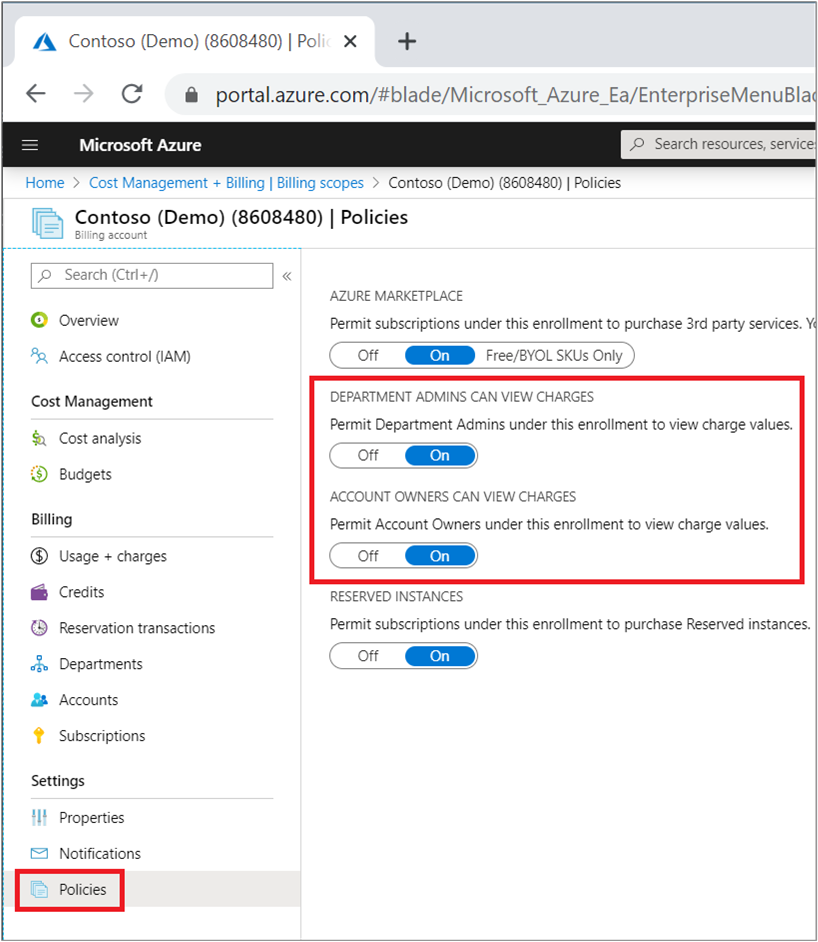 Contoso (Demo) (8608480) | Poli
portal.azure.com/#blade/Microsoft_Azure_Ea/EnterpriseMenuBla
Microsoft Azure
Search resources, service
Home > Cost Management + Billing | Billing scopes > Contoso (Demo) (8608480) | Policies
Contoso (Demo) (8608480) | Policies
Billing account
Search (Ctrl+/)
«
Overview
Access control (IAM)
Cost Management
Cost analysis
Budgets
Billing
Usage + charges
Credits
Reservation transactions
Departments
Accounts
Subscriptions
Settings
Properties
Notifications
Policies
AZURE MARKETPLACE
Permit subscriptions under this enrollment to purchase 3rd party services. Yo
Off On Free/BYOL SKUs Only
DEPARTMENT ADMINS CAN VIEW CHARGES
Permit Department Admins under this enrollment to view charge values.
Off On
ACCOUNT OWNERS CAN VIEW CHARGES
Permit Account Owners under this enrollment to view charge values.
Off On
RESERVED INSTANCES
Permit subscriptions under this enrollment to purchase Reserved instances.
Off On